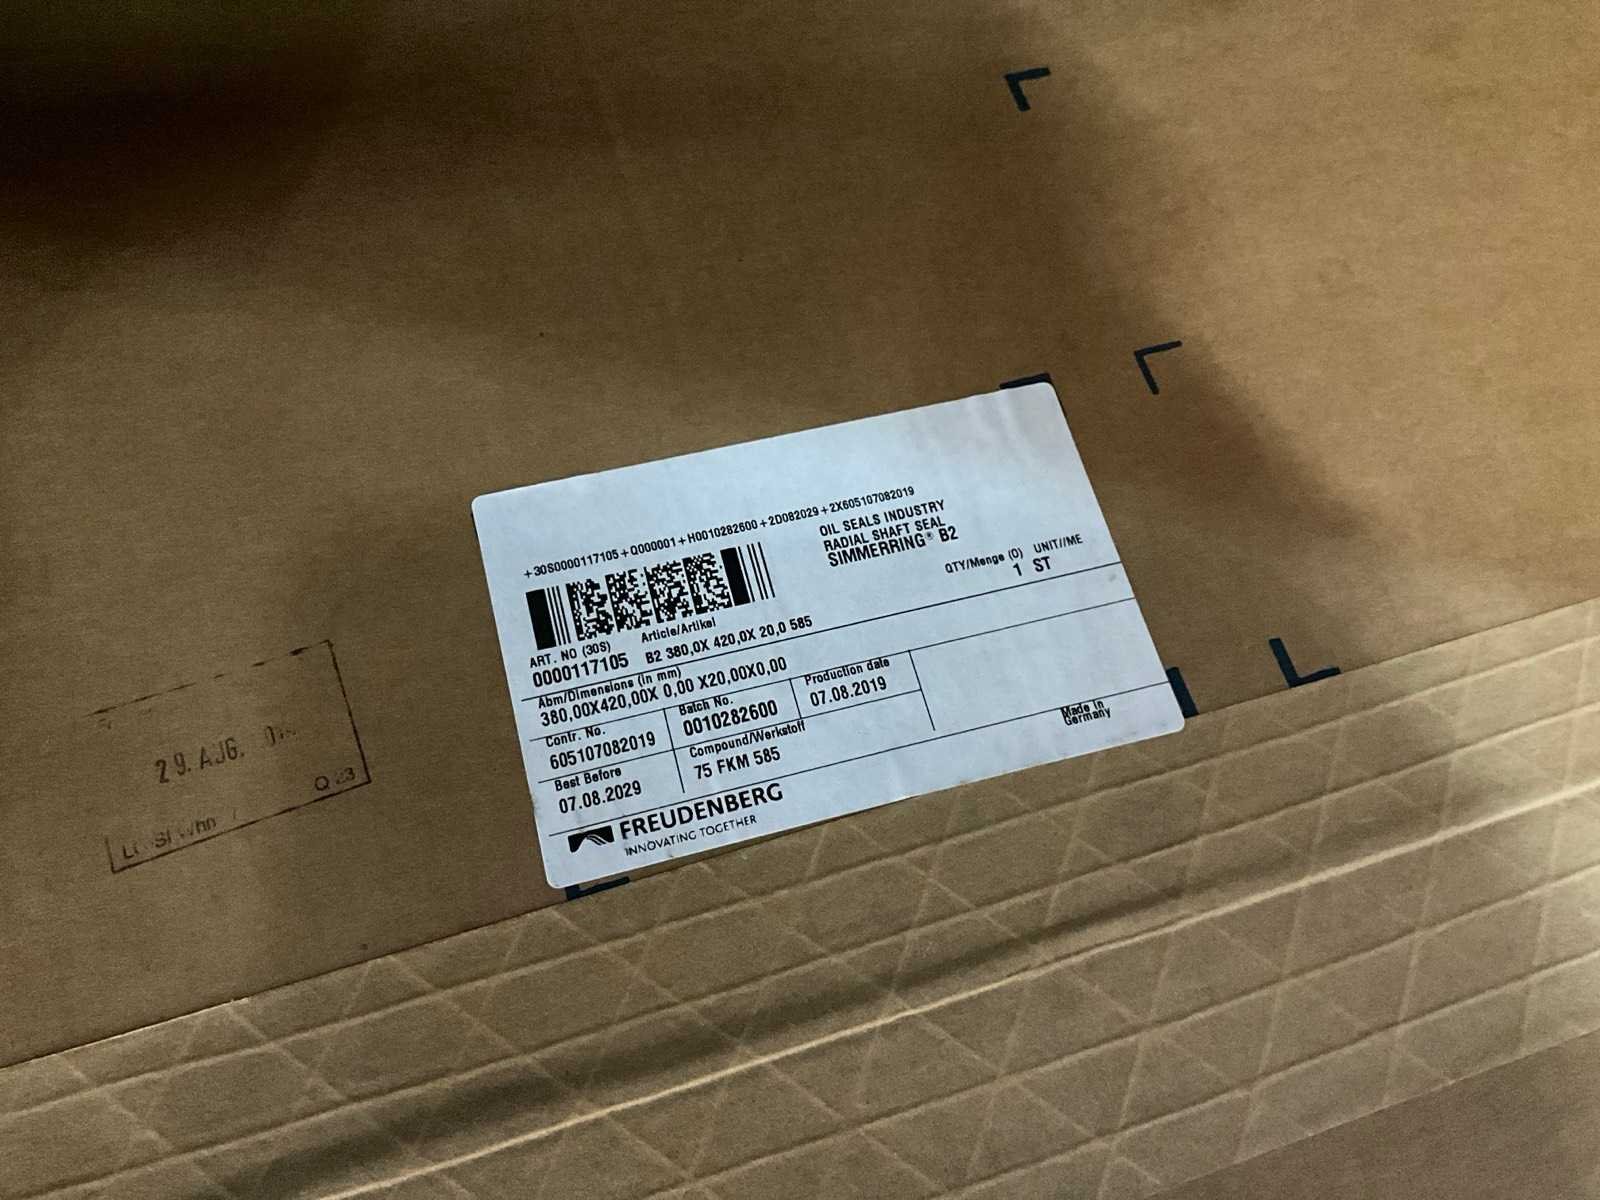 +30S0000117105+Q000001+H0010282600+2D082029+2X605107082019
OIL SEALS INDUSTRY
RADIAL SHAFT SEAL
SIMMERRING® B2
QTY/Menge (Q) UNIT//ME
1 ST
ART. NO (30S) Article/Artikel
0000117105 B2 380,0X 420,0X 20,0 585
Abm/Dimensions (in mm)
380,00X420,00X 0,00 X20,00X0,00
Contr. No. Batch No. Production date
605107082019 0010282600 07.08.2019
Best Before Compound/Werkstoff
07.08.2029 75 FKM 585
Made in
Germany
FREUDENBERG
INNOVATING TOGETHER
29. AUG.
Q 23